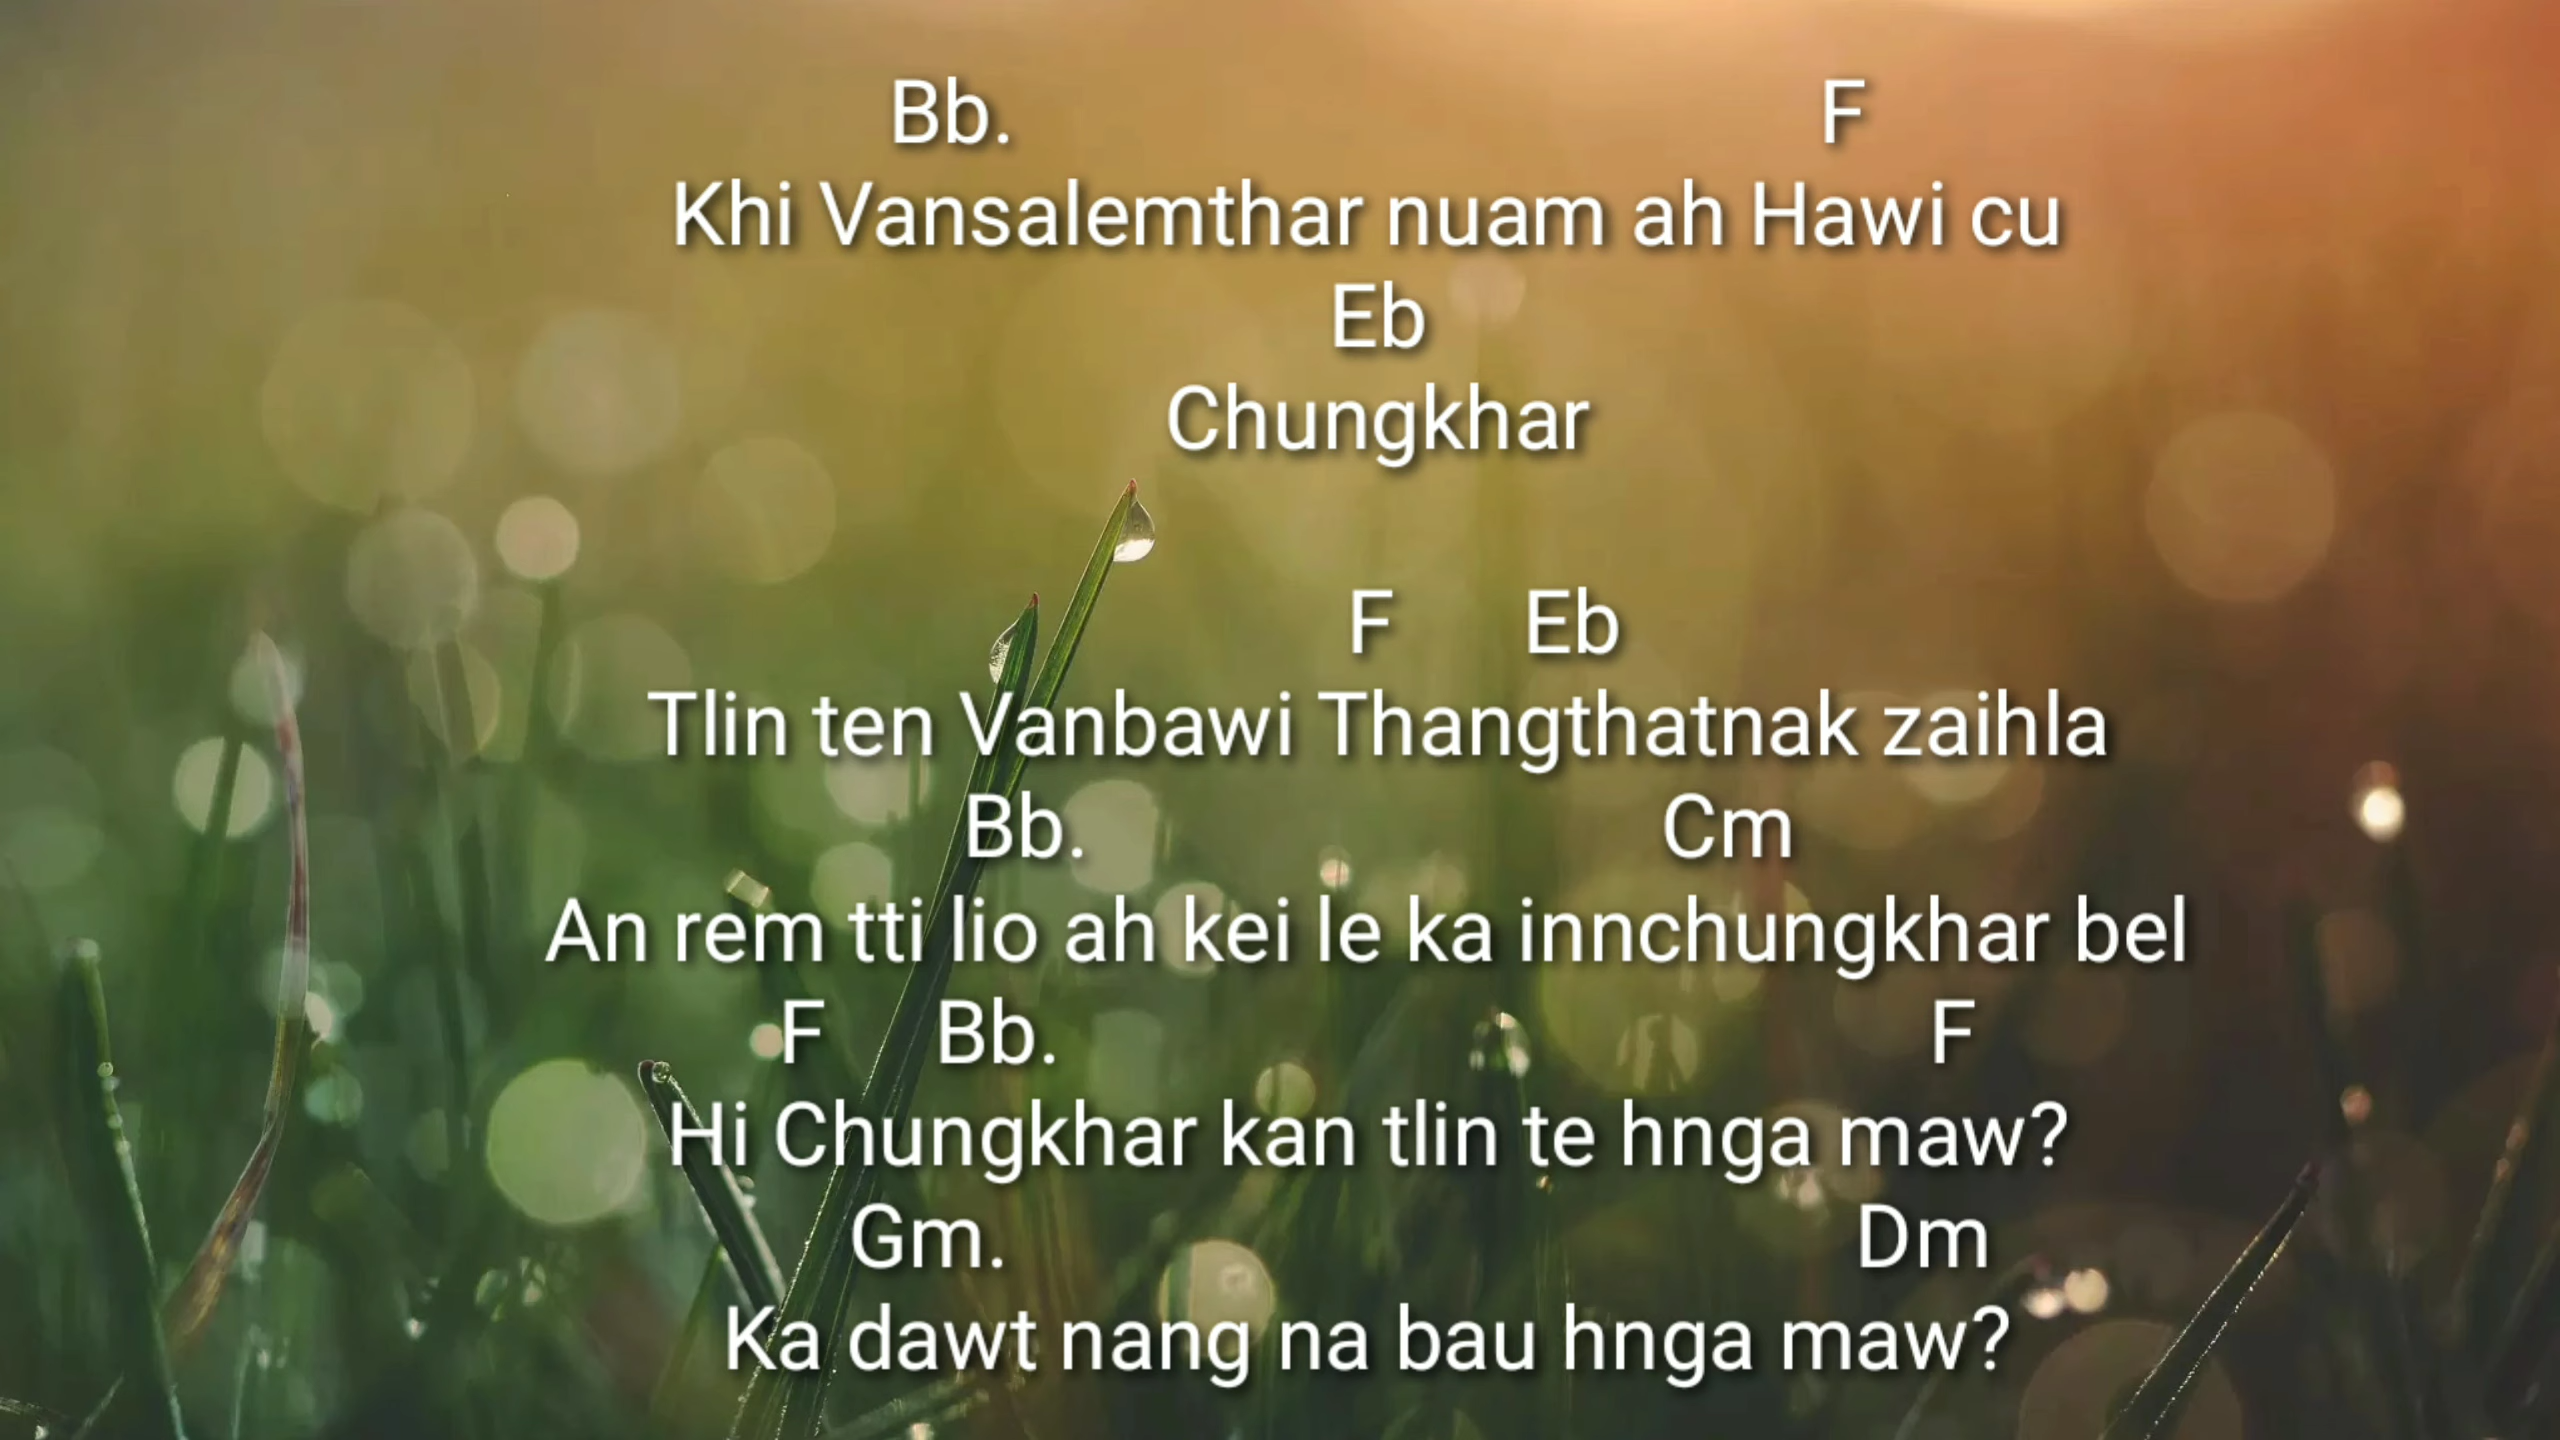 Bb. F
Khi Vansalemthar nuam ah Hawi cu
Eb
Chungkhar
F Eb
Tlin ten Vanbawi Thangthatnak zaihla
Bb. Cm
An rem tti lio ah kei le ka innchungkhar bel
F Bb. F
Hi Chungkhar kan tlin te hnga maw?
Gm. Dm
Ka dawt nang na bau hnga maw?